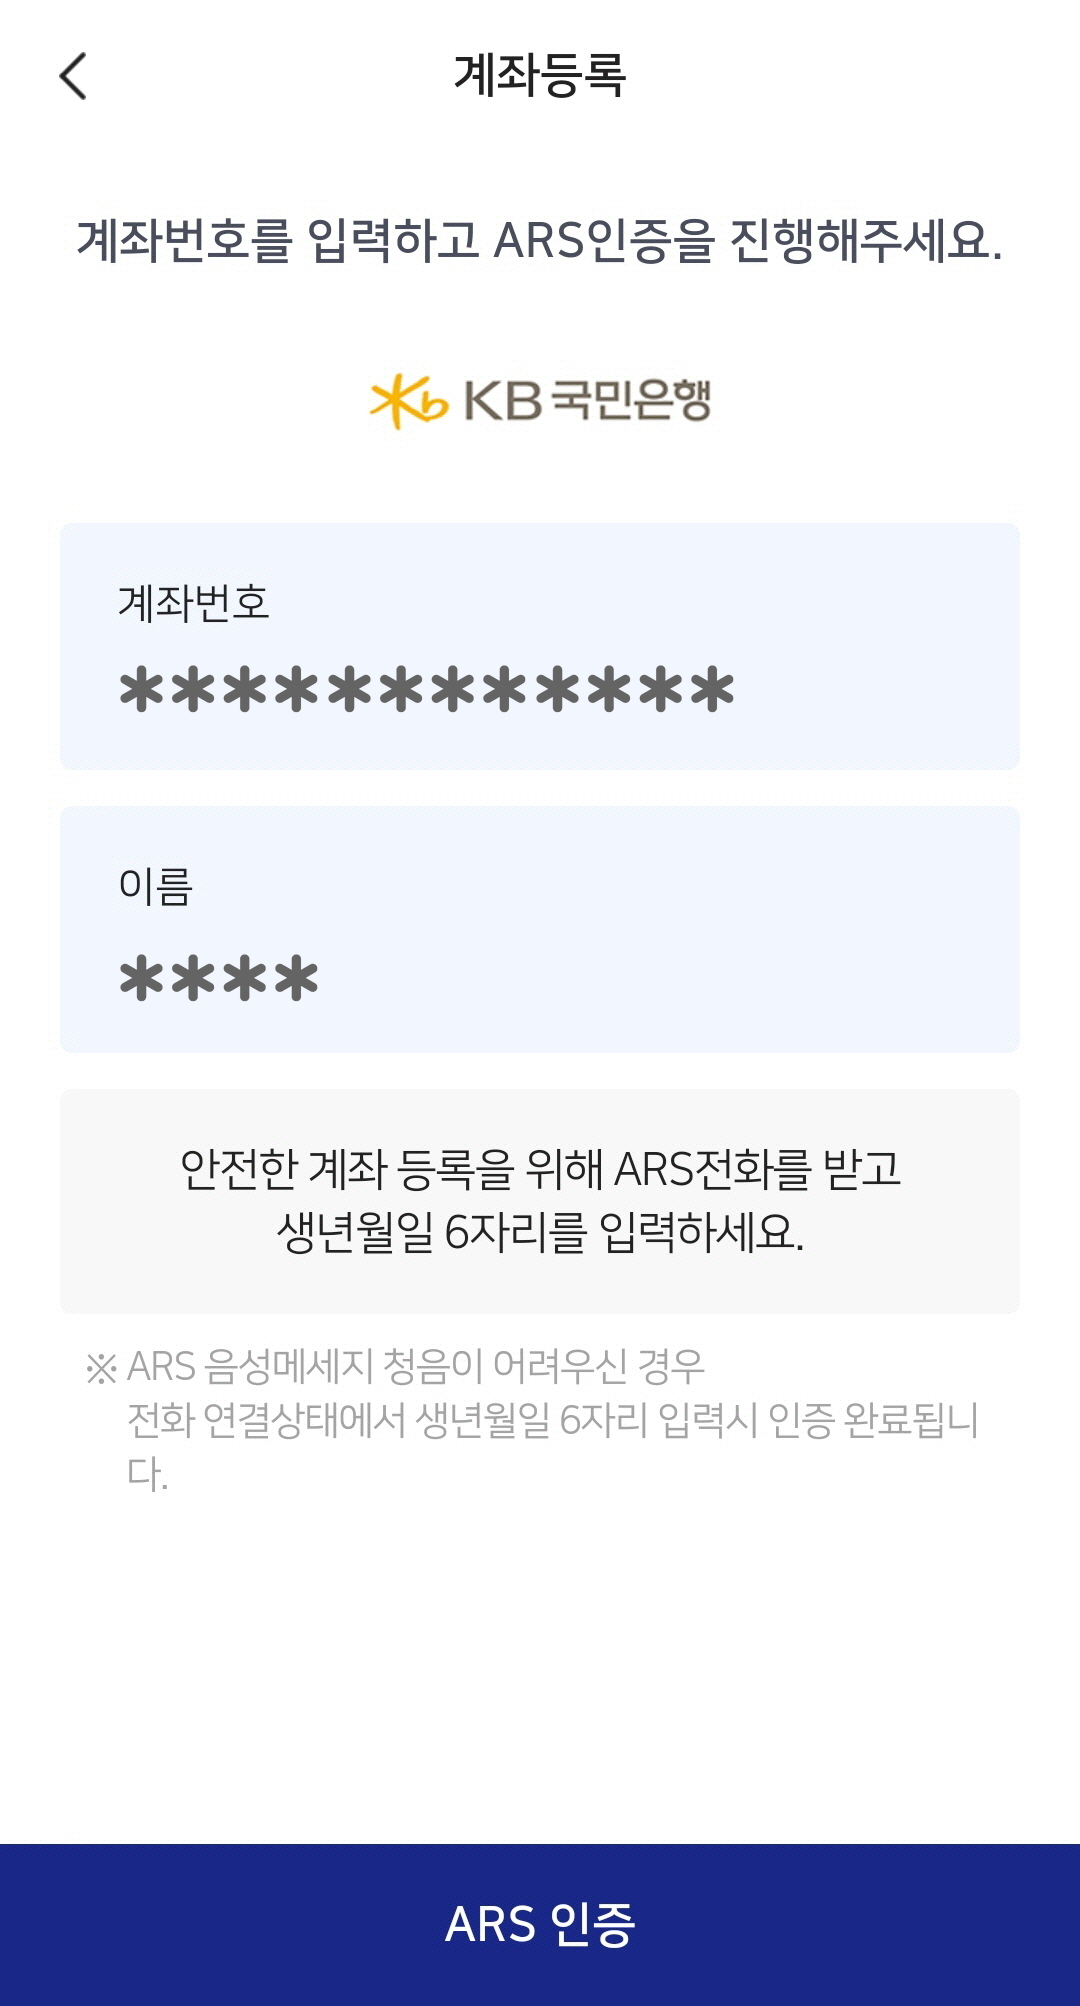 계좌등록
계좌번호를 입력하고 ARS인증을 진행해주세요.
KB 국민은행
계좌번호
************
이름
****
안전한 계좌 등록을 위해 ARS전화를 받고
생년월일 6자리를 입력하세요.
※ ARS 음성메세지 청음이 어려우신 경우
전화 연결상태에서 생년월일 6자리 입력시 인증 완료됩니
다.
ARS 인증